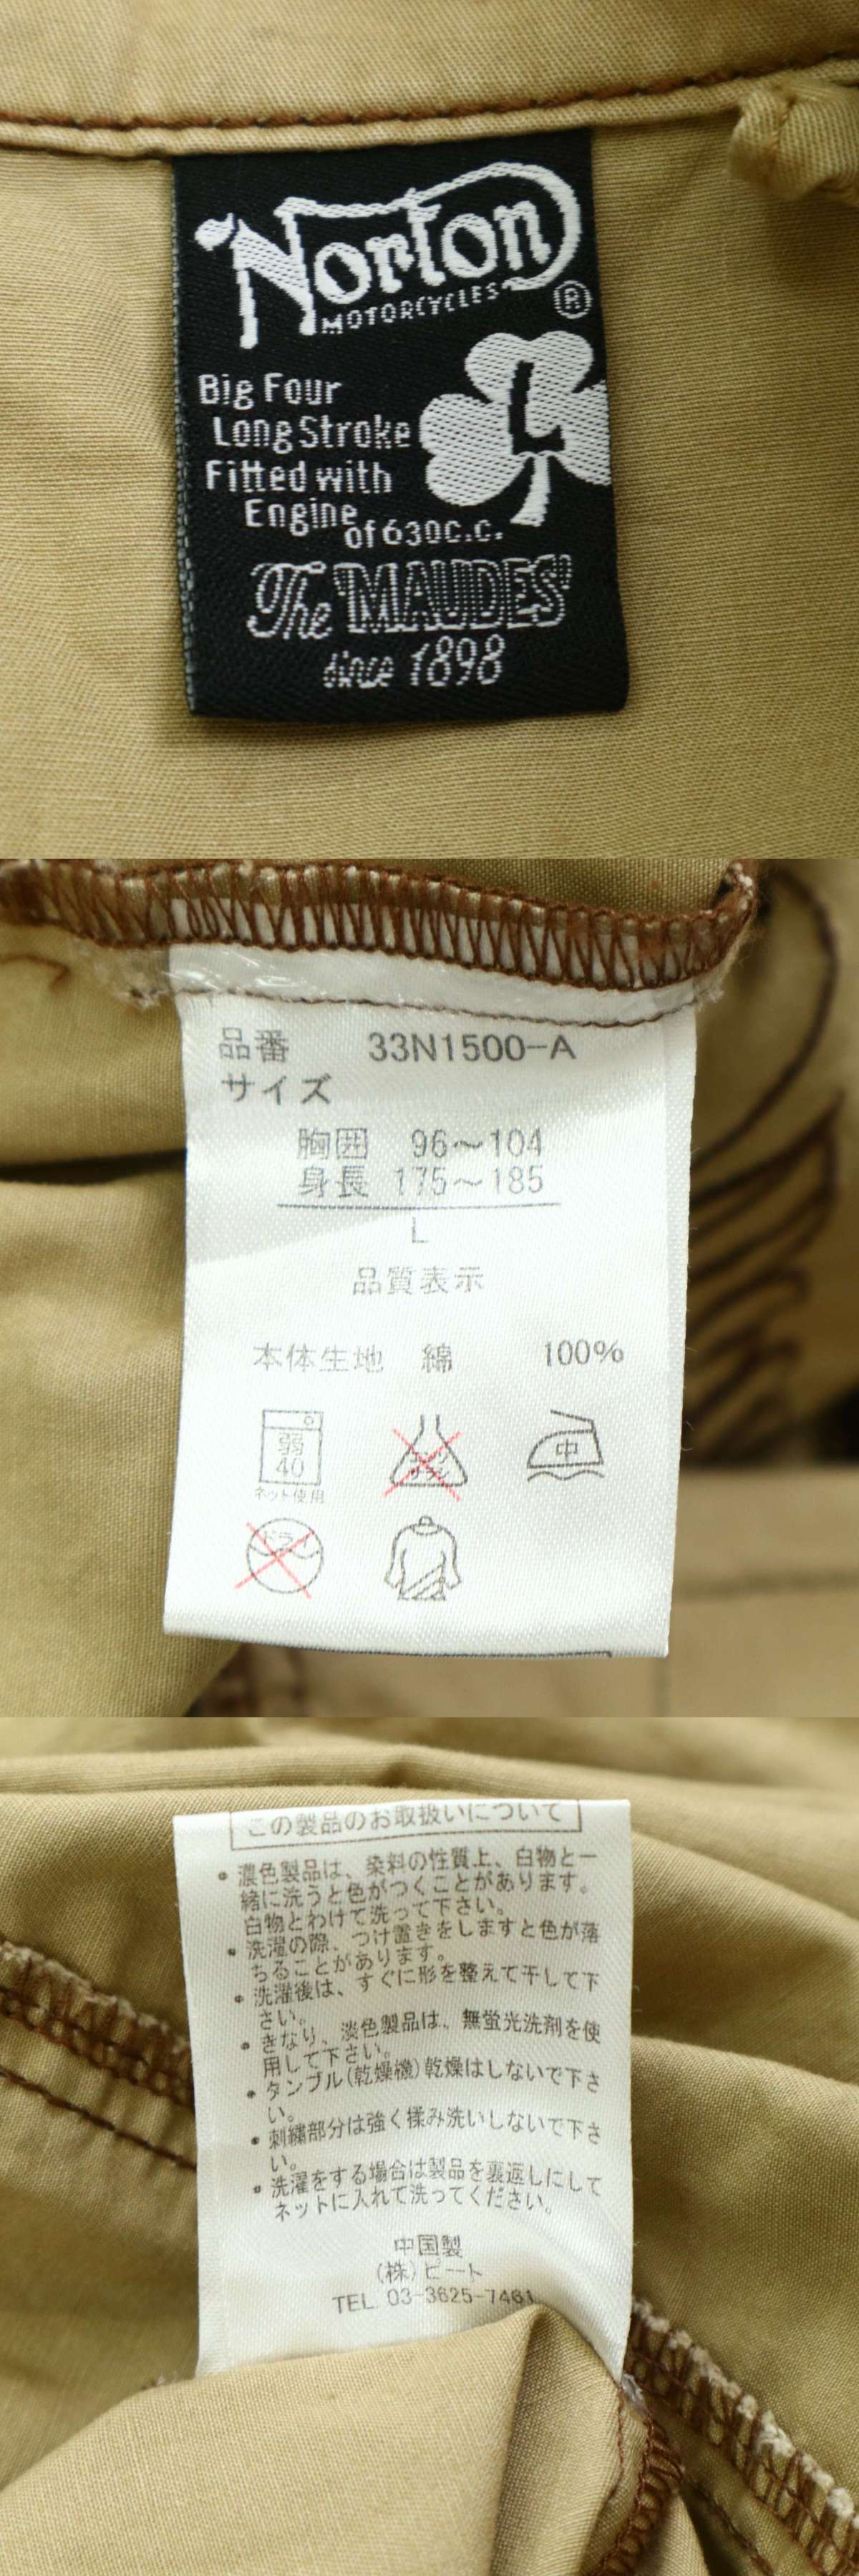 Norton
MOTORCYCLES
®
Big Four
Long Stroke
Fitted with
Engine
of 630C.C.
L
The 'MAUDES'
since 1898
品番 33N1500-A
サイズ
胸囲 96～104
身長 175～185
L
品質表示
本体生地 綿 100%
弱
40
ネット使用
エンソ
サラシ
中
ドライ
この製品のお取扱いについて
• 濃色製品は、染料の性質上、白物と一
緒に洗うと色がつくことがあります。
白物とわけて洗って下さい。
• 洗濯の際、つけ置きをしますと色が落
ちることがあります。
• 洗濯後は、すぐに形を整えて干して下
さい。
• きなり、淡色製品は、無蛍光洗剤を使
用して下さい。
• タンブル(乾燥機)乾燥はしないで下さ
い。
• 刺繍部分は強く揉み洗いしないで下さ
い。
• 洗濯をする場合は製品を裏返しにして
ネットに入れて洗ってください。
中国製
(株)ピート
TEL. 03-3625-7461